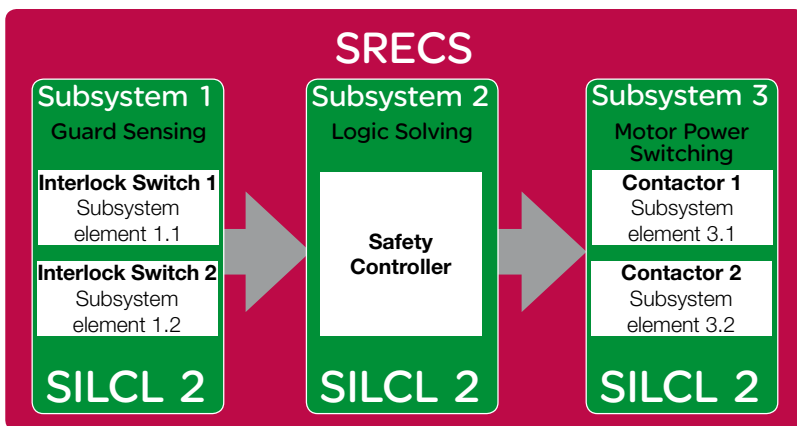 SRECS
Subsystem 1
Guard Sensing
Interlock Switch 1
Subsystem
element 1.1
Interlock Switch 2
Subsystem
element 1.2
SILCL 2
Subsystem 2
Logic Solving
Safety
Controller
SILCL 2
Subsystem 3
Motor Power
Switching
Contactor 1
Subsystem
element 3.1
Contactor 2
Subsystem
element 3.2
SILCL 2